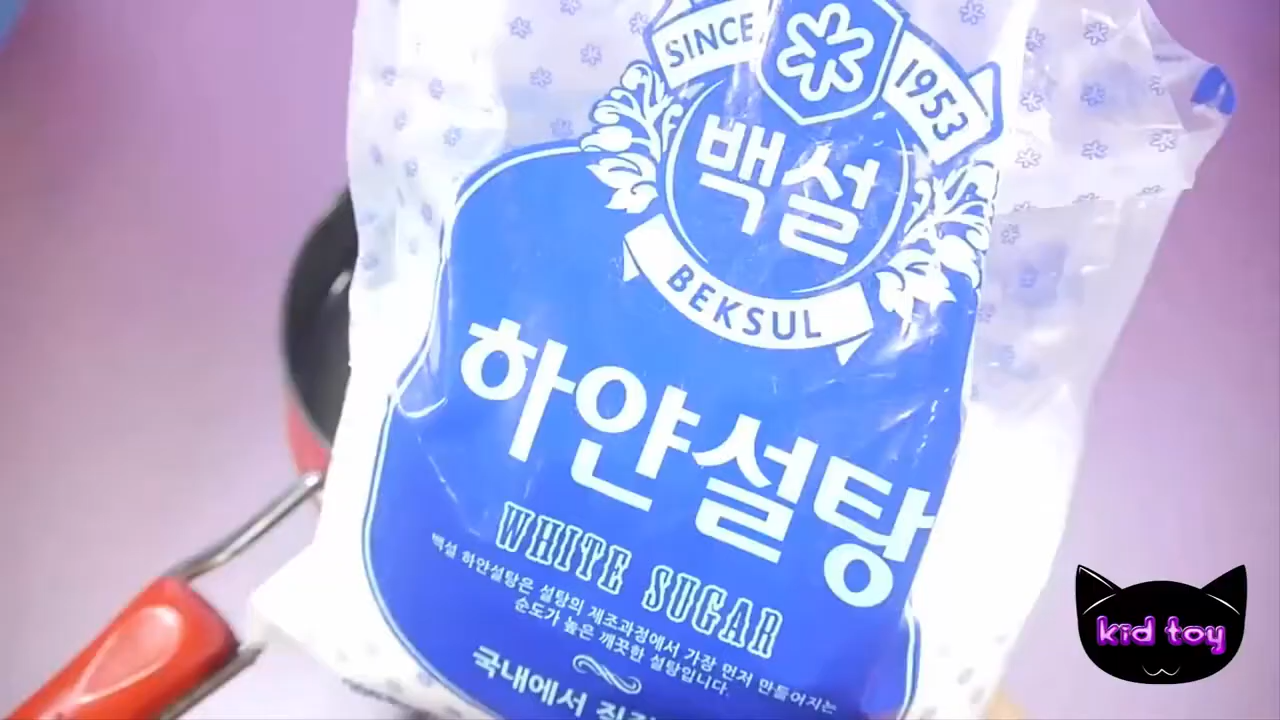 SINCE 1953
백설
BEKSUL
하얀설탕
WHITE SUGAR
백설 하얀설탕은 설탕의 제조과정에서 가장 먼저 만들어지는
순도가 높은 깨끗한 설탕입니다.
국내에서
kid toy